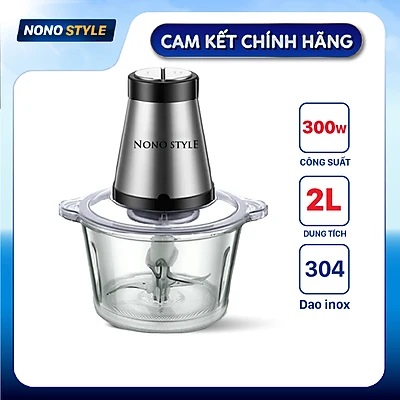 NONO STYLE
CAM KẾT CHÍNH HÃNG
NONO STYLE
300W
CÔNG SUẤT
2L
DUNG TÍCH
304
Dao inox